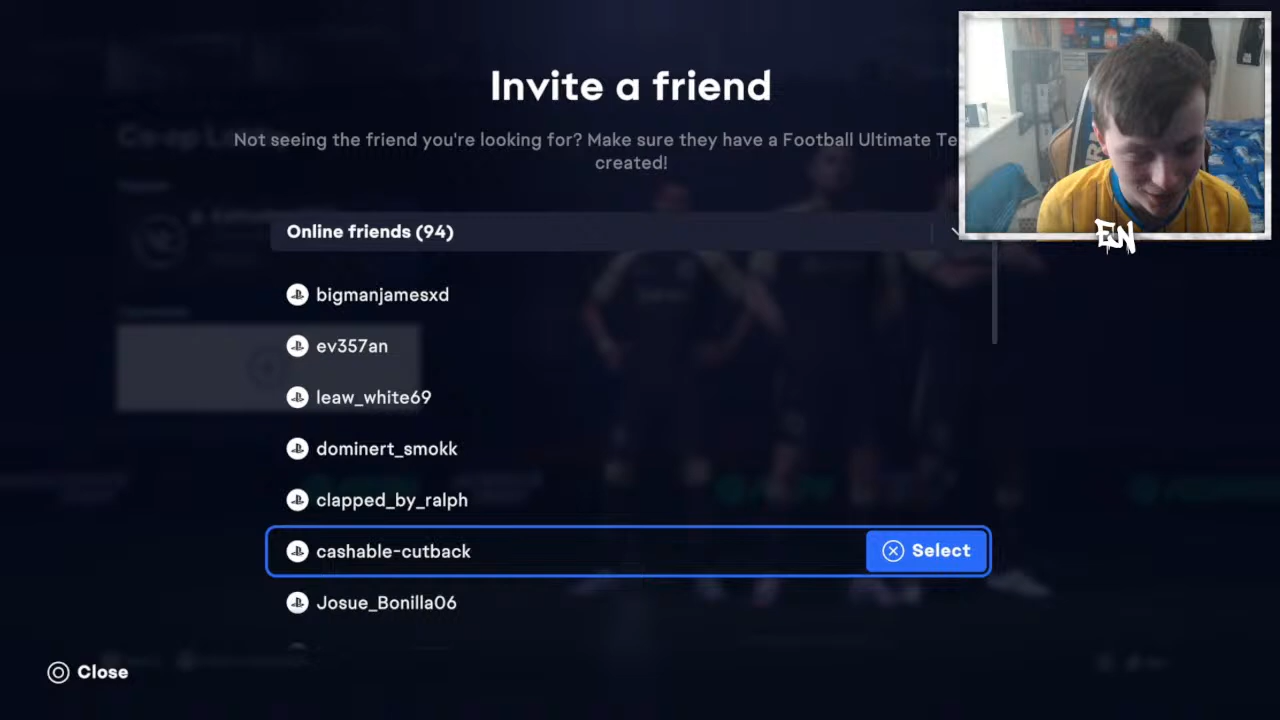 Invite a friend
Not seeing the friend you're looking for? Make sure they have a Football Ultimate
created!
Online friends (94)
bigmanjamesxd
ev357an
leaw_white69
dominert_smokk
clapped_by_ralph
cashable-cutback
Select
Josue_Bonilla06
Close
EN